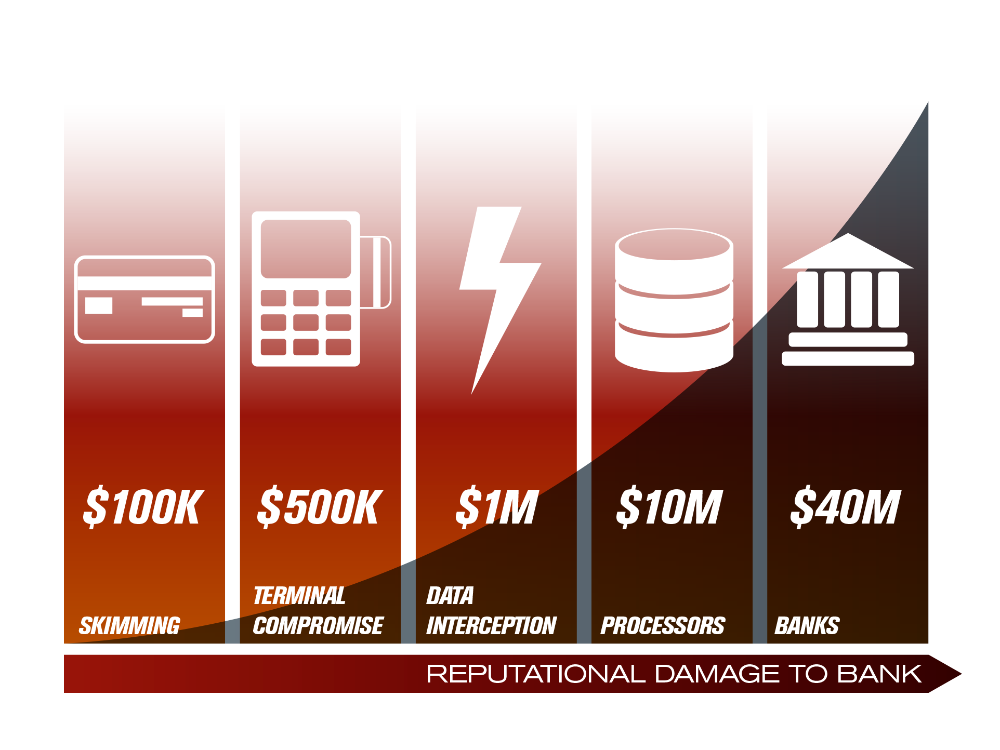 $100K
$500K
$1M
$10M
$40M
SKIMMING
TERMINAL
COMPROMISE
DATA
INTERCEPTION
PROCESSORS
BANKS
REPUTATIONAL DAMAGE TO BANK